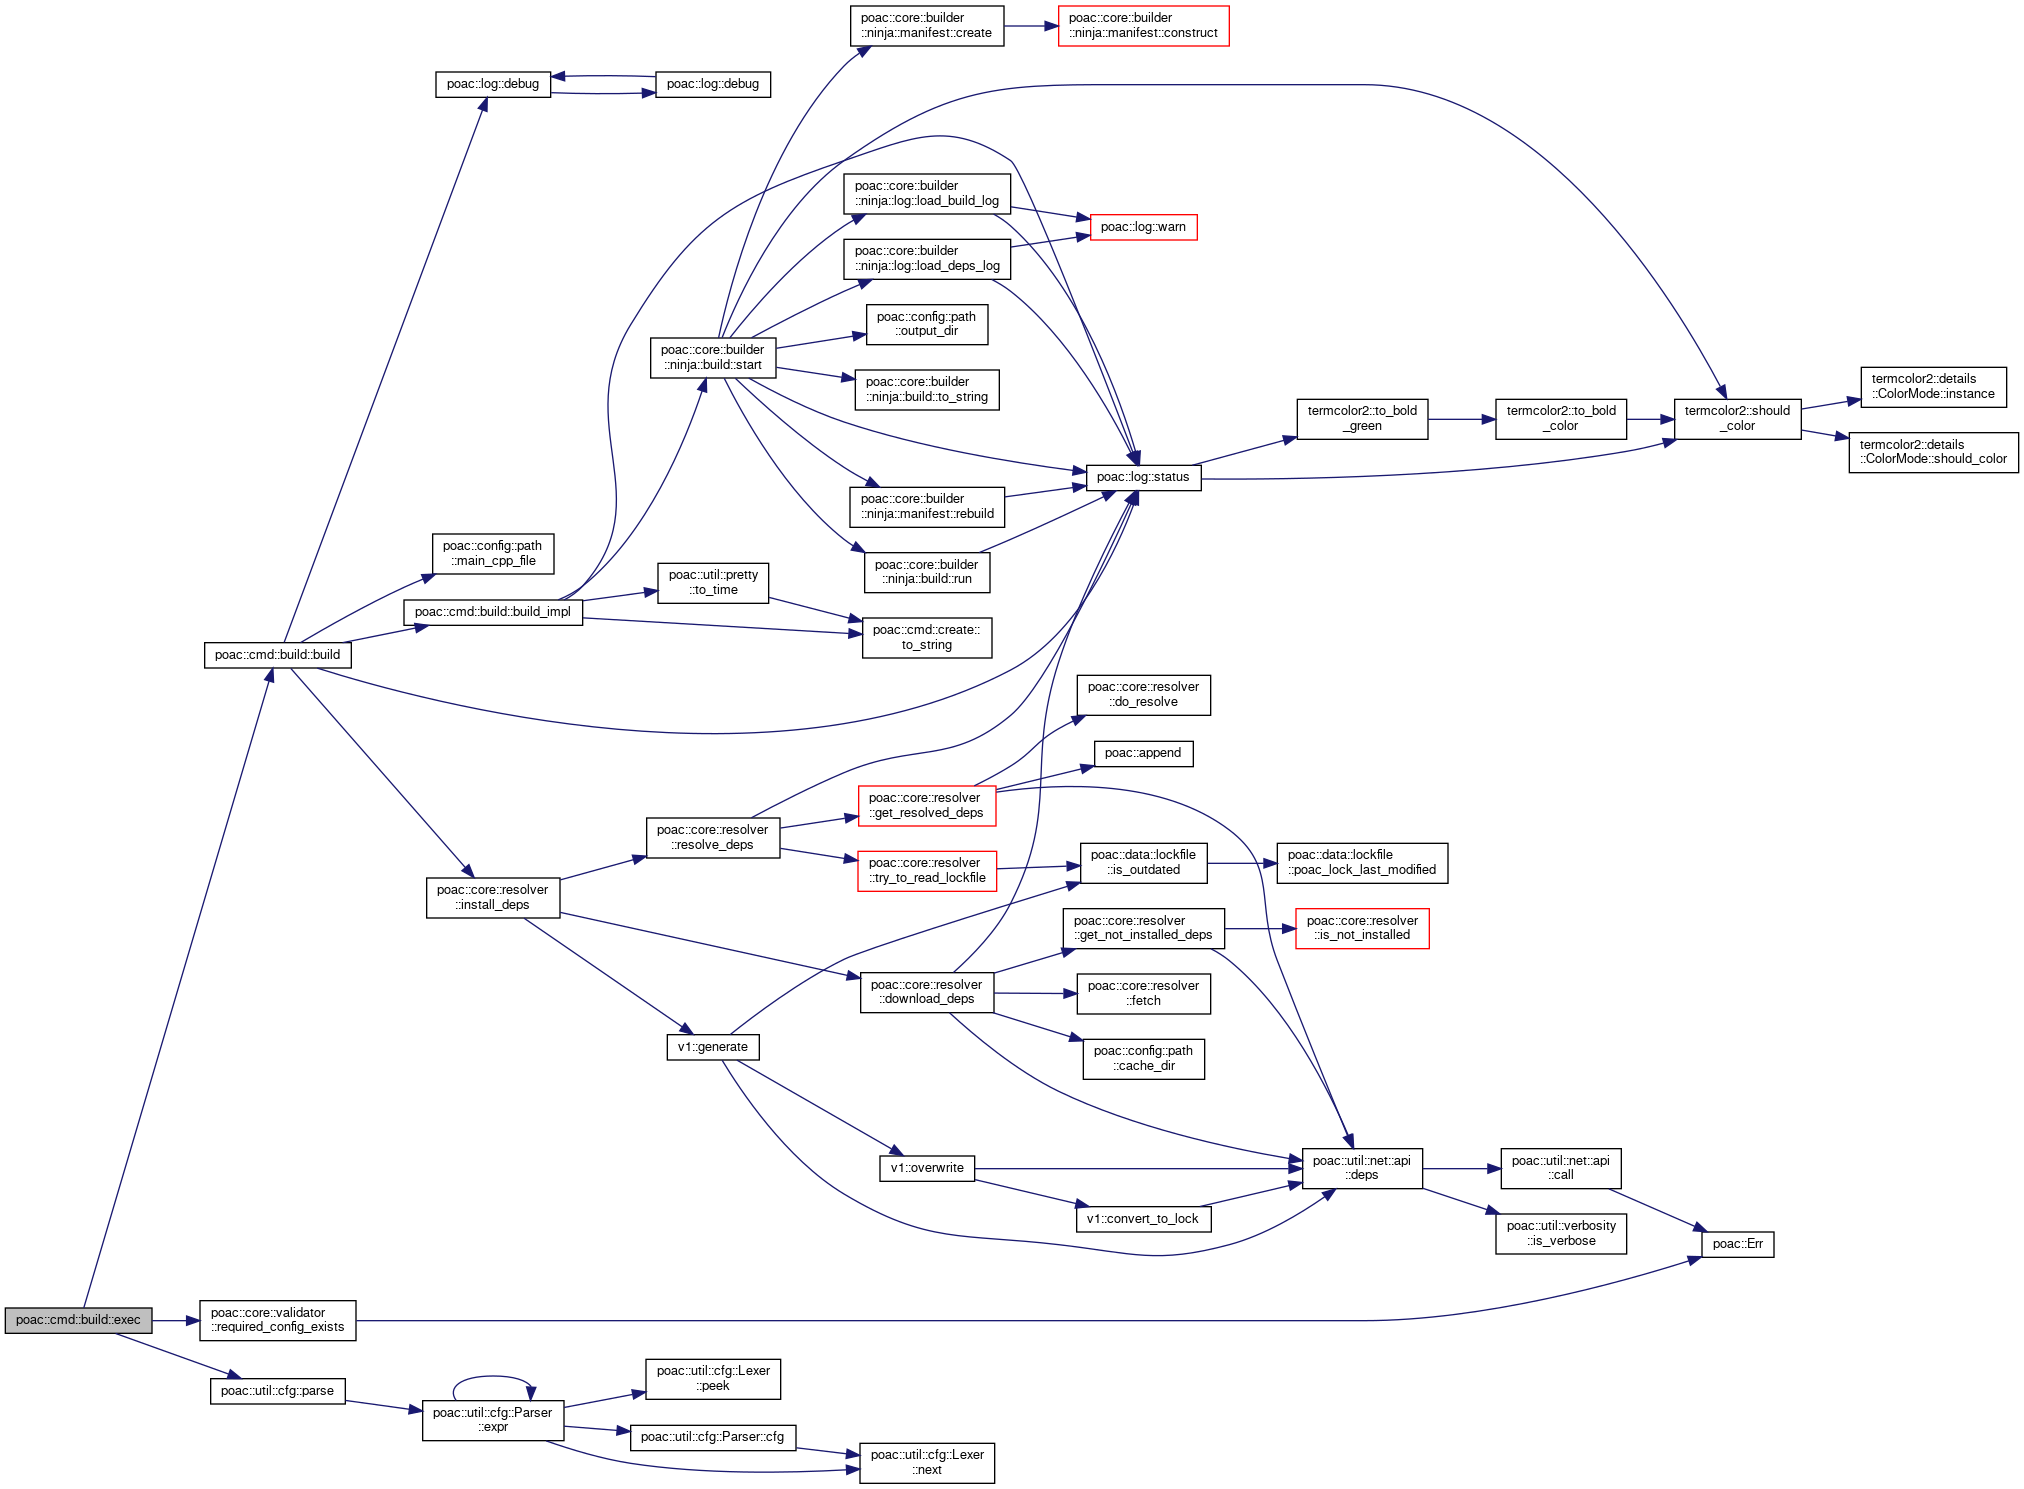 poac::core::builder
::ninja::manifest::create
poac::core::builder
::ninja::manifest::construct
poac::log::debug
poac::log::debug
poac::core::builder
::ninja::log::load_build_log
poac::log::warn
poac::core::builder
::ninja::log::load_deps_log
poac::config::path
::output_dir
poac::core::builder
::ninja::build::start
poac::core::builder
::ninja::build::to_string
termcolor2::to_bold
_green
termcolor2::to_bold
_color
termcolor2::should
_color
termcolor2::details
::ColorMode::instance
termcolor2::details
::ColorMode::should_color
poac::log::status
poac::core::builder
::ninja::manifest::rebuild
poac::config::path
::main_cpp_file
poac::core::builder
::ninja::build::run
poac::util::pretty
::to_time
poac::cmd::build::build_impl
poac::cmd::create::
to_string
poac::cmd::build::build
poac::core::resolver
::do_resolve
poac::append
poac::core::resolver
::get_resolved_deps
poac::core::resolver
::resolve_deps
poac::core::resolver
::try_to_read_lockfile
poac::data::lockfile
::is_outdated
poac::data::lockfile
::poac_lock_last_modified
poac::core::resolver
::install_deps
poac::core::resolver
::get_not_installed_deps
poac::core::resolver
::is_not_installed
poac::core::resolver
::download_deps
poac::core::resolver
::fetch
v1::generate
poac::config::path
::cache_dir
v1::overwrite
poac::util::net::api
::deps
poac::util::net::api
::call
v1::convert_to_lock
poac::util::verbosity
::is_verbose
poac::Err
poac::cmd::build::exec
poac::core::validator
::required_config_exists
poac::util::cfg::parse
poac::util::cfg::Lexer
::peek
poac::util::cfg::Parser
::expr
poac::util::cfg::Parser::cfg
poac::util::cfg::Lexer
::next